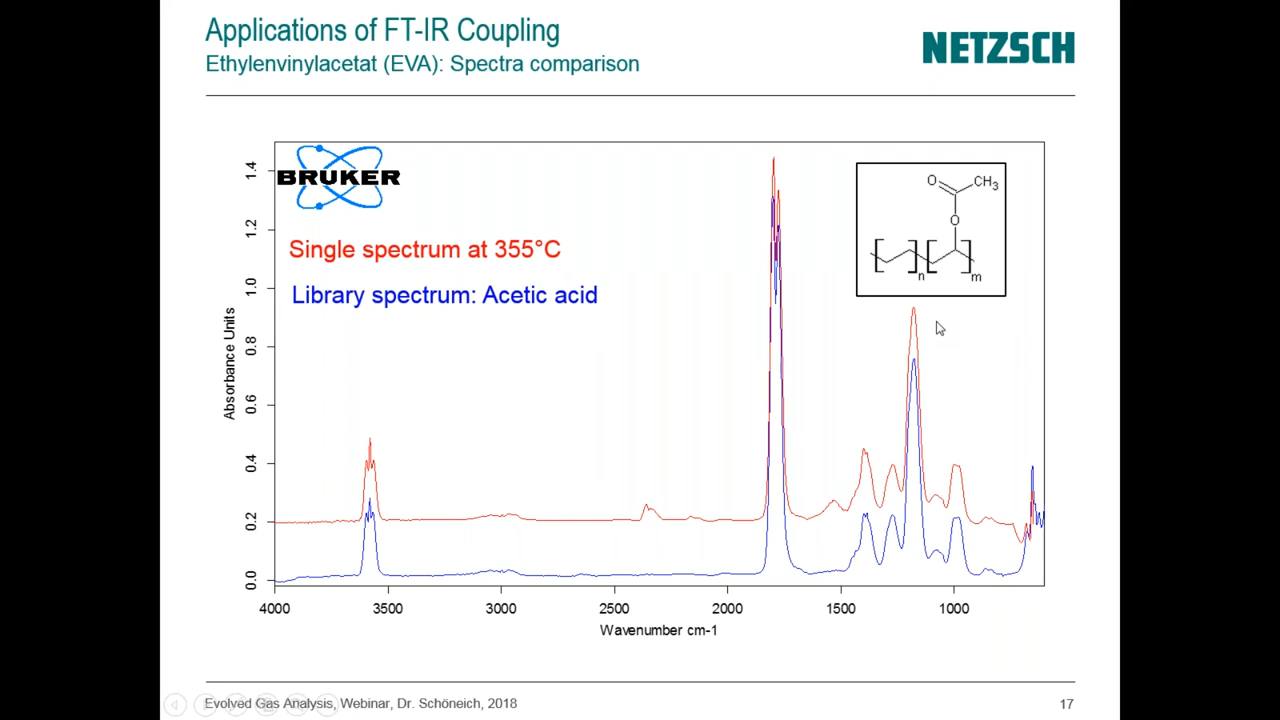 Applications of FT-IR Coupling
Ethylenvinylacetat (EVA): Spectra comparison
NETZSCH
BRUKER
Single spectrum at 355°C
Library spectrum: Acetic acid
O
CH3
O
n
m
Absorbance Units
1.4
1.2
1.0
0.8
0.6
0.4
0.2
0.0
4000 3500 3000 2500 2000 1500 1000
Wavenumber cm-1
Evolved Gas Analysis, Webinar, Dr. Schöneich, 2018
17